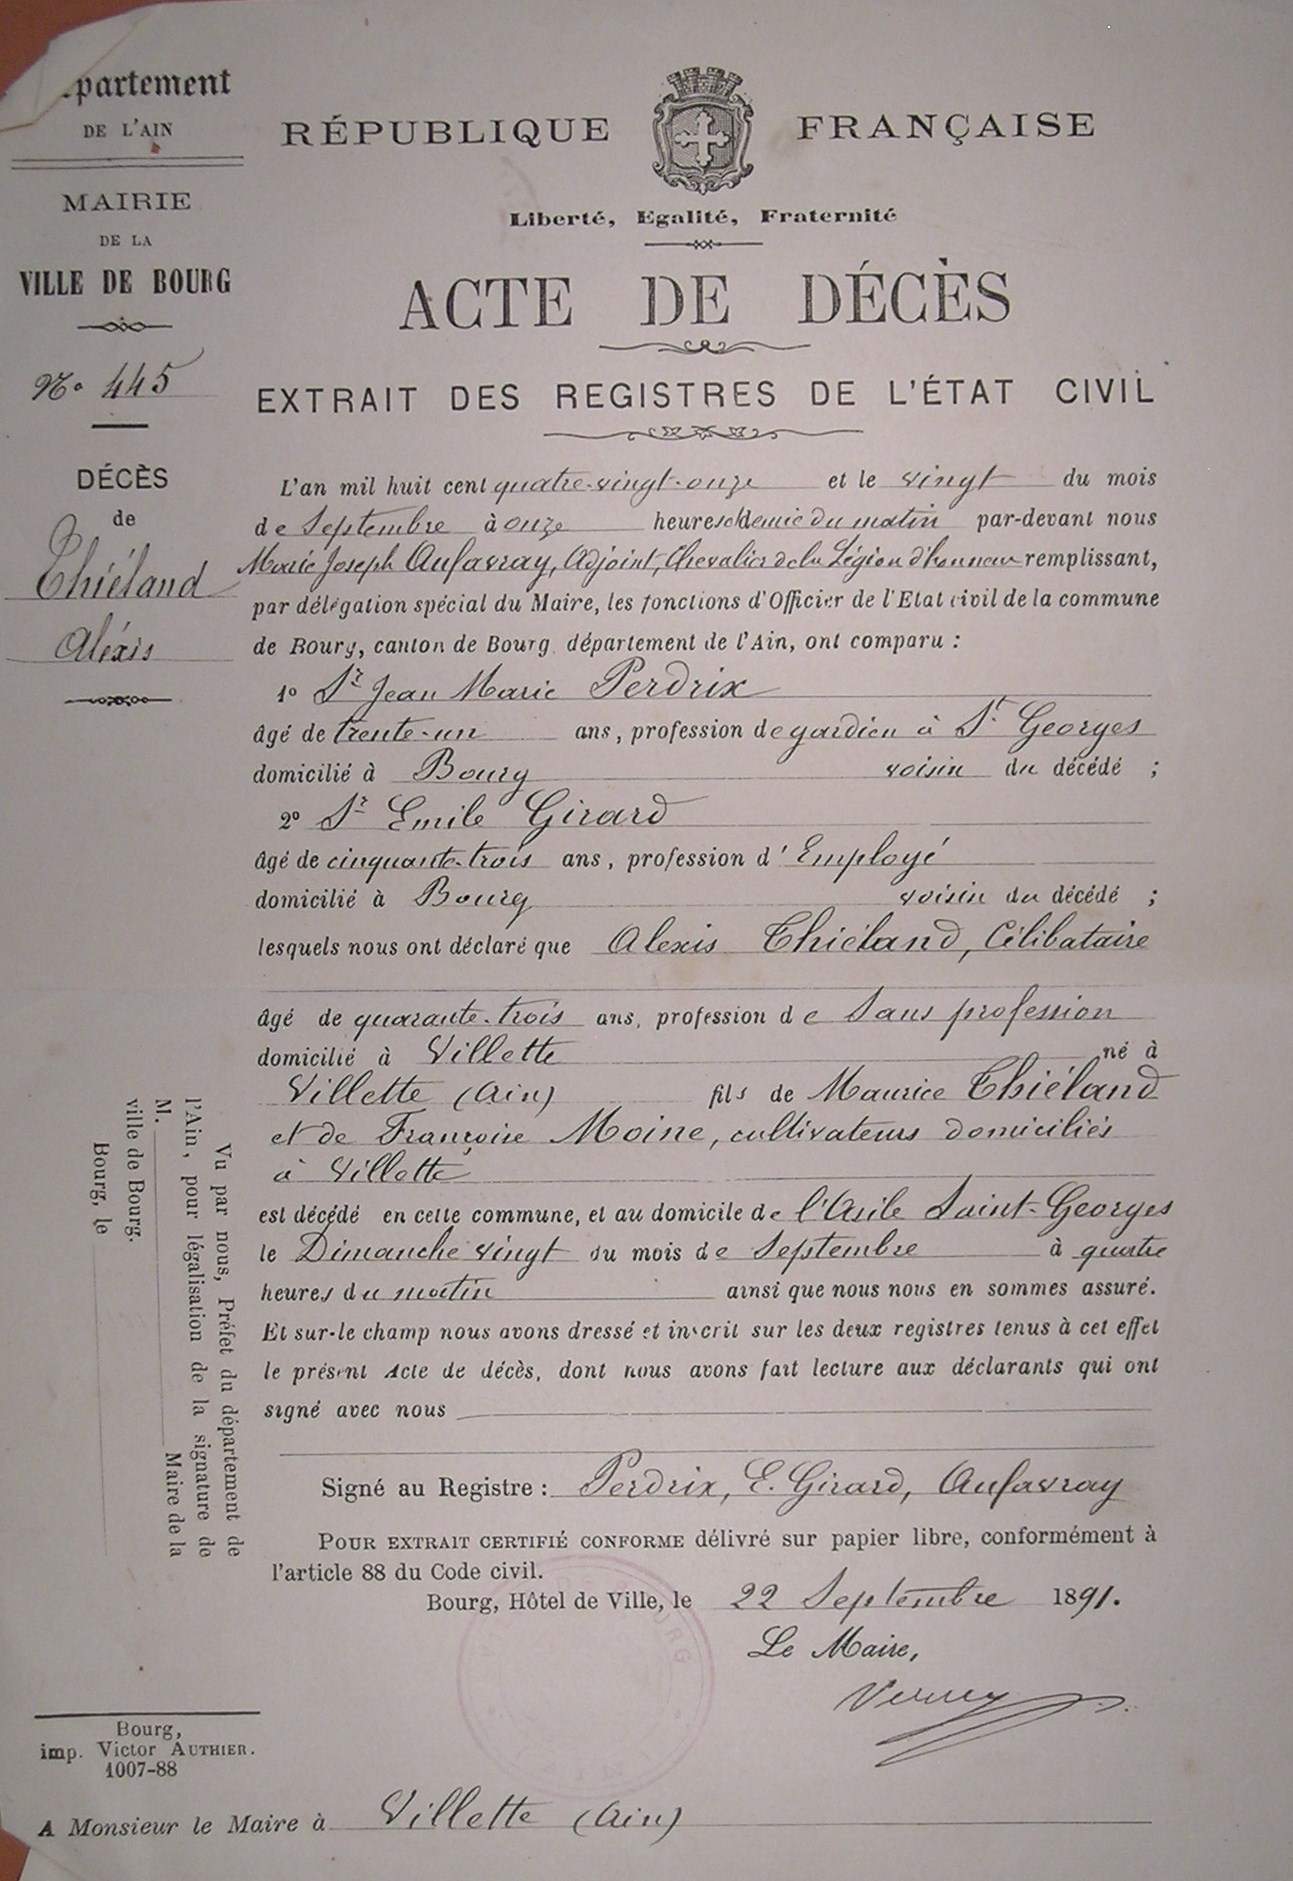 partement
DE L'AIN
MAIRIE
DE LA
VILLE DE BOURG
No 445
DÉCÈS
de
Thiéland
Aléxis
RÉPUBLIQUE FRANÇAISE
Liberté, Egalité, Fraternité
ACTE DE DÉCÈS
EXTRAIT DES REGISTRES DE L'ÉTAT CIVIL
L'an mil huit cent quatre-vingt-onze et le vingt du mois
de Septembre à onze heures et demie du matin par-devant nous
Marie Joseph Aufavray, Adjoint, Chevalier de la Légion d'honneur remplissant,
par délégation spécial du Maire, les fonctions d'Officier de l'Etat civil de la commune
de Bourg, canton de Bourg, département de l'Ain, ont comparu :
1º Sr Jean Marie Perdrix
âgé de trente-un ans, profession de gardien à St Georges
domicilié à Bourg voisin du décédé ;
2º Sr Emile Girard
âgé de cinquante-trois ans, profession d'Employé
domicilié à Bourg voisin du décédé ;
lesquels nous ont déclaré que Alexis Thiéland, Célibataire
âgé de quarante-trois ans, profession de Sans profession
domicilié à Villette né à
Villette (Ain) fils de Maurice Thiéland
et de Françoise Moine, cultivateurs domiciliés
à Villette
est décédé en cette commune, et au domicile de l'Asile Saint-Georges
le Dimanche vingt du mois de Septembre à quatre
heures du matin ainsi que nous nous en sommes assuré.
Et sur-le champ nous avons dressé et inscrit sur les deux registres tenus à cet effet
le présent Acte de décès, dont nous avons fait lecture aux déclarants qui ont
signé avec nous
Signé au Registre : Perdrix, E. Girard, Aufavray
POUR EXTRAIT CERTIFIÉ CONFORME délivré sur papier libre, conformément à
l'article 88 du Code civil.
Bourg, Hôtel de Ville, le 22 Septembre 1891.
Le Maire,
Vu par nous, Préfet du département de
l'Ain, pour légalisation de la signature de
M. Maire de la
ville de Bourg.
Bourg, le
Bourg,
imp. Victor AUTHIER.
1007-88
A Monsieur le Maire à Villette (Ain)